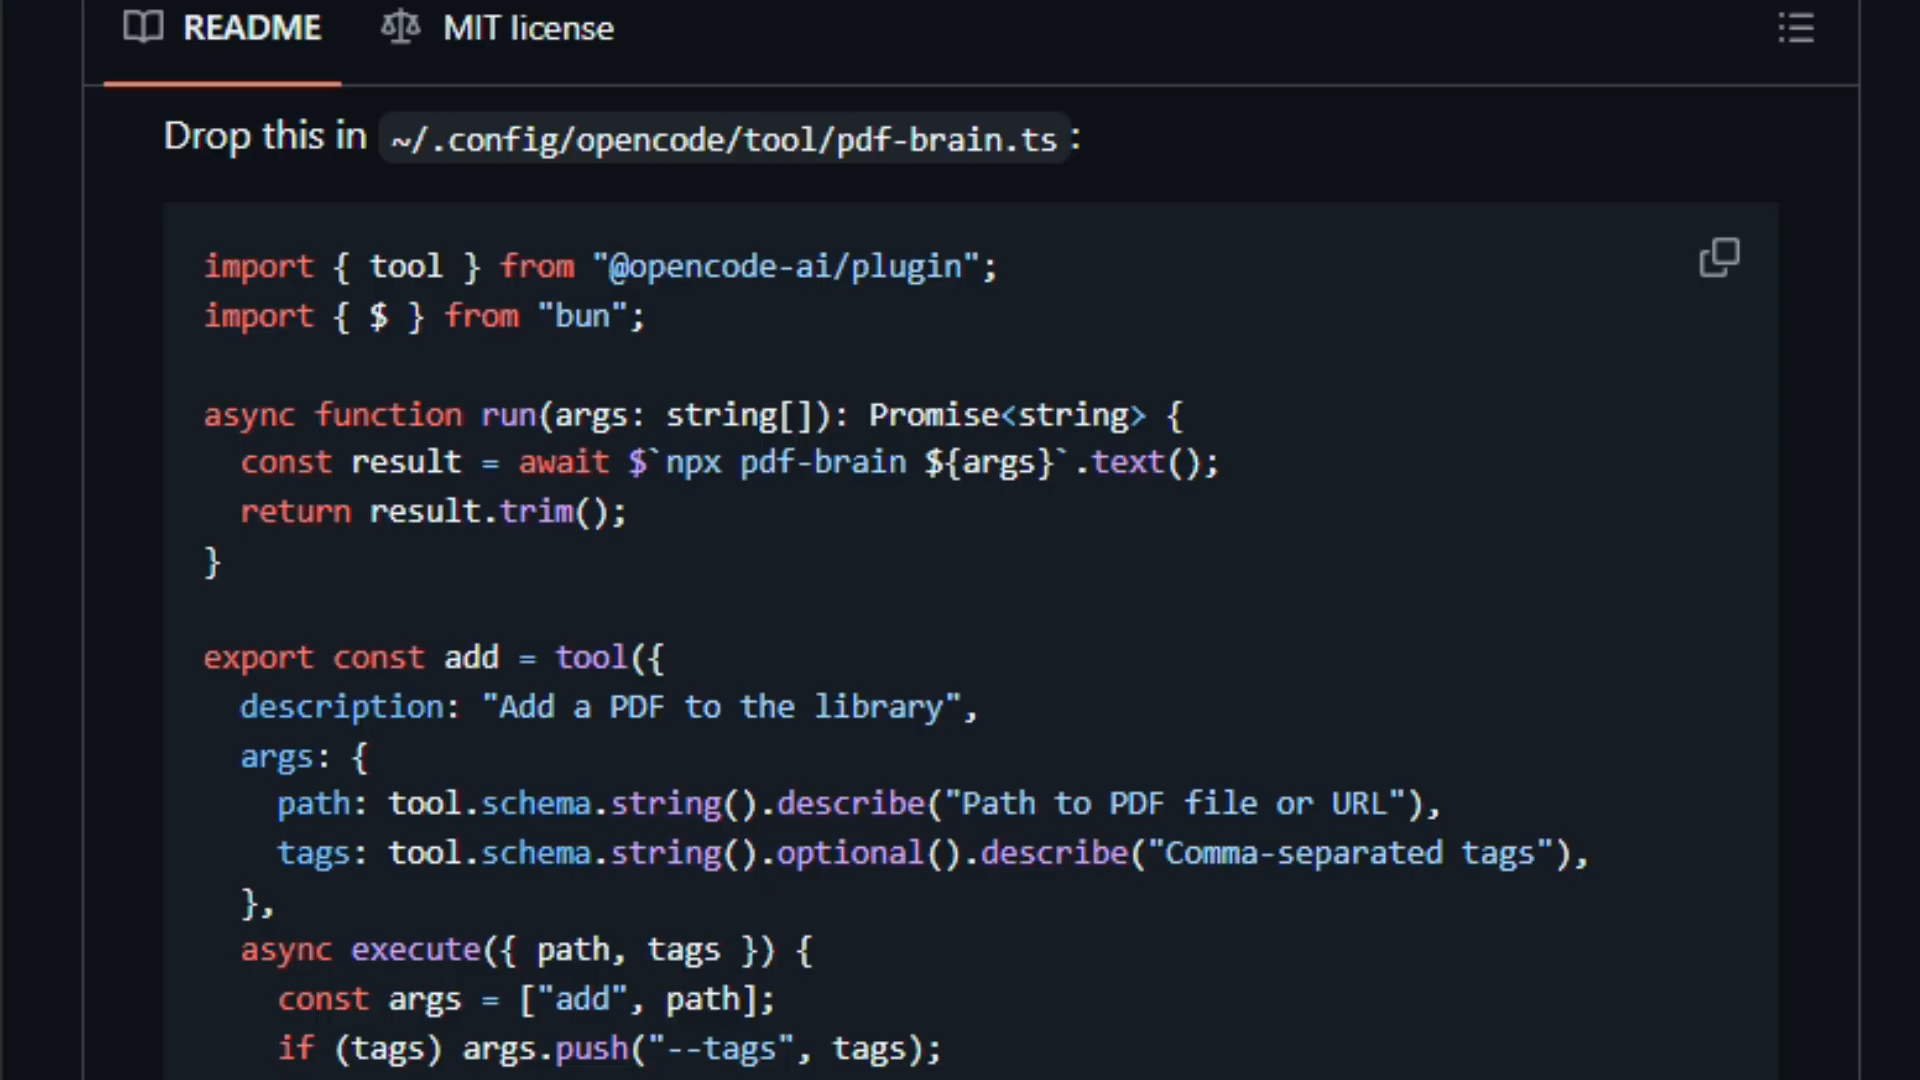 README MIT license
Drop this in ~/.config/opencode/tool/pdf-brain.ts:
import { tool } from "@opencode-ai/plugin";
import { $ } from "bun";
async function run(args: string[]): Promise<string> {
  const result = await $`npx pdf-brain ${args}`.text();
  return result.trim();
}
export const add = tool({
  description: "Add a PDF to the library",
  args: {
    path: tool.schema.string().describe("Path to PDF file or URL"),
    tags: tool.schema.string().optional().describe("Comma-separated tags"),
  },
  async execute({ path, tags }) {
    const args = ["add", path];
    if (tags) args.push("--tags", tags);